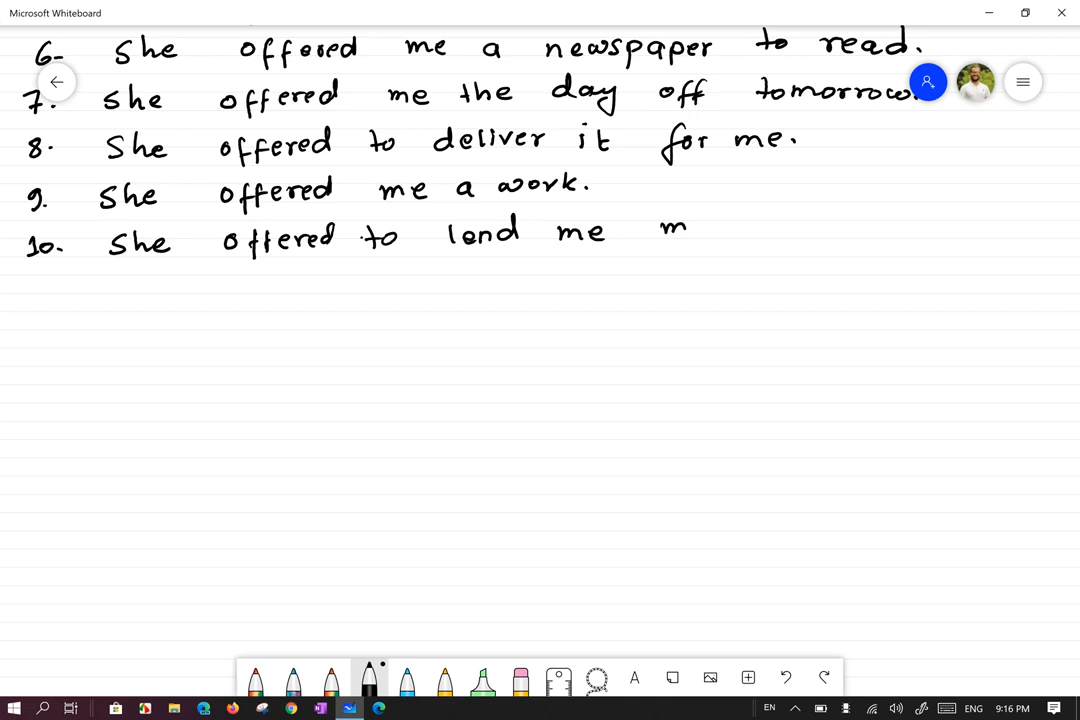 Microsoft Whiteboard
6- She offered me a newspaper to read.
7. She offered me the day off tomorrow.
8. She offered to deliver it for me.
9. She offered me a work.
10. She offered to lend me m
A
EN
ENG 9:16 PM